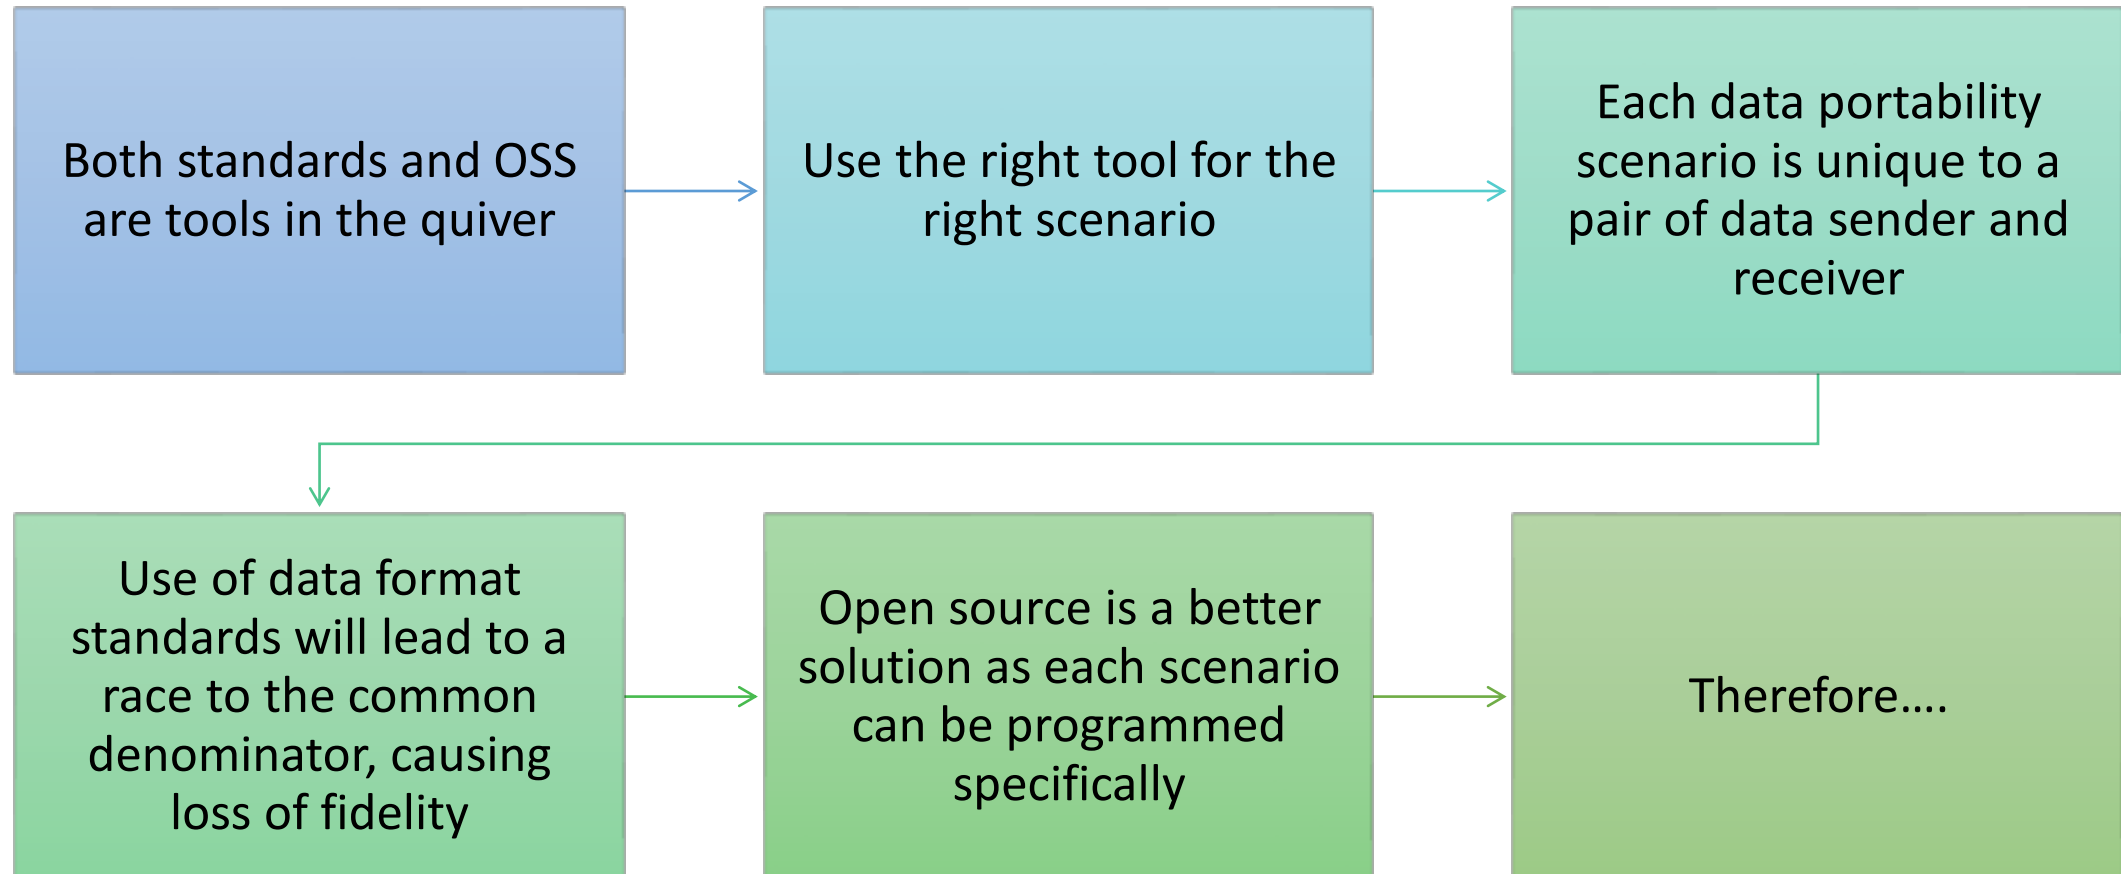 Both standards and OSS
are tools in the quiver
Use the right tool for the
right scenario
Each data portability
scenario is unique to a
pair of data sender and
receiver
Use of data format
standards will lead to a
race to the common
denominator, causing
loss of fidelity
Open source is a better
solution as each scenario
can be programmed
specifically
Therefore….